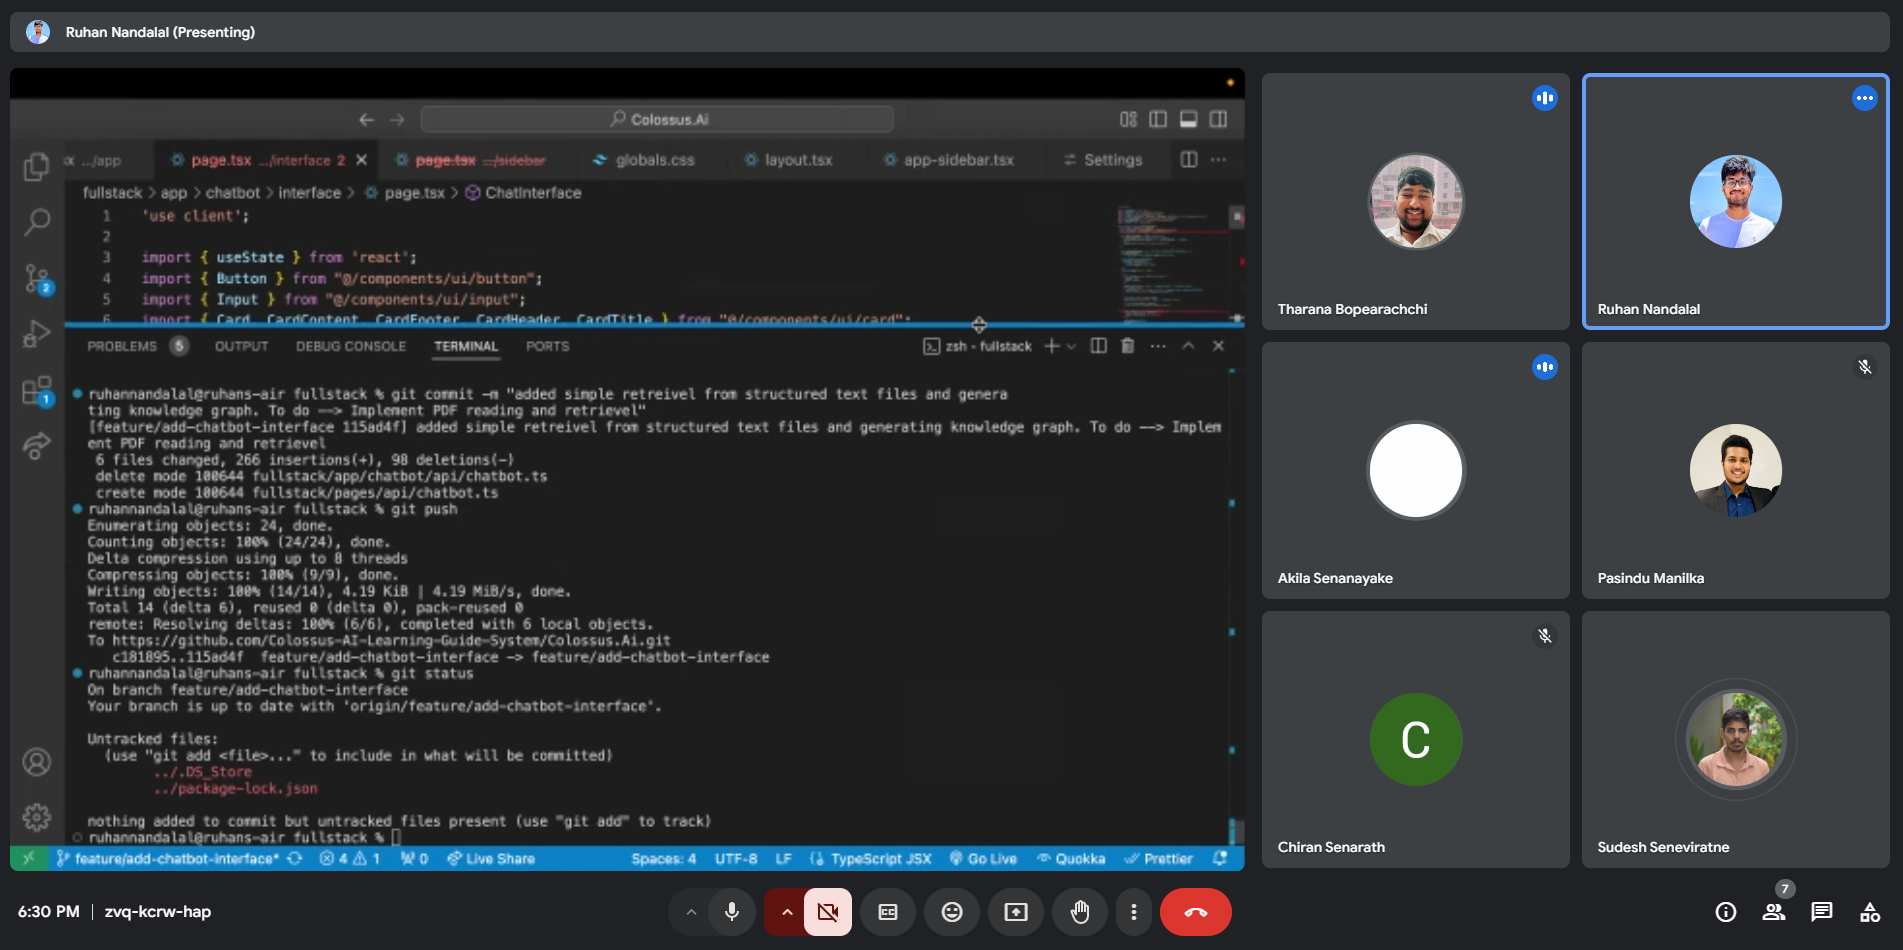 Ruhan Nandalal (Presenting)
Colossus.Ai
.../app
page.tsx .../interface 2
page.tsx .../sidebar
globals.css
layout.tsx
app-sidebar.tsx
Settings
fullstack > app > chatbot > interface > page.tsx > ChatInterface
1 'use client';
2
3 import { useState } from 'react';
4 import { Button } from "@/components/ui/button";
5 import { Input } from "@/components/ui/input";
6 import { Card, CardContent, CardFooter, CardHeader, CardTitle } from "@/components/ui/card";
PROBLEMS 5 OUTPUT DEBUG CONSOLE TERMINAL PORTS
zsh - fullstack
ruhannandalal@ruhans-air fullstack % git commit -m "added simple retreivel from structured text files and genera
ting knowledge graph. To do --> Implement PDF reading and retrievel"
[feature/add-chatbot-interface 115ad4f] added simple retreivel from structured text files and generating knowledge graph. To do --> Implem
ent PDF reading and retrievel
6 files changed, 266 insertions(+), 98 deletions(-)
delete mode 100644 fullstack/app/chatbot/api/chatbot.ts
create mode 100644 fullstack/pages/api/chatbot.ts
ruhannandalal@ruhans-air fullstack % git push
Enumerating objects: 24, done.
Counting objects: 100% (24/24), done.
Delta compression using up to 8 threads
Compressing objects: 100% (9/9), done.
Writing objects: 100% (14/14), 4.19 KiB | 4.19 MiB/s, done.
Total 14 (delta 6), reused 0 (delta 0), pack-reused 0
remote: Resolving deltas: 100% (6/6), completed with 6 local objects.
To https://github.com/Colossus-AI-Learning-Guide-System/Colossus.Ai.git
c181895..115ad4f feature/add-chatbot-interface -> feature/add-chatbot-interface
ruhannandalal@ruhans-air fullstack % git status
On branch feature/add-chatbot-interface
Your branch is up to date with 'origin/feature/add-chatbot-interface'.
Untracked files:
(use "git add <file>..." to include in what will be committed)
../.DS_Store
../package-lock.json
nothing added to commit but untracked files present (use "git add" to track)
ruhannandalal@ruhans-air fullstack %
2
1
feature/add-chatbot-interface* 4 1 0 Live Share Spaces: 4 UTF-8 LF TypeScript JSX Go Live Quokka Prettier
Tharana Bopearachchi
Ruhan Nandalal
Akila Senanayake
Pasindu Manilka
C
Chiran Senarath
Sudesh Seneviratne
6:30 PM | zvq-kcrw-hap
CC
7